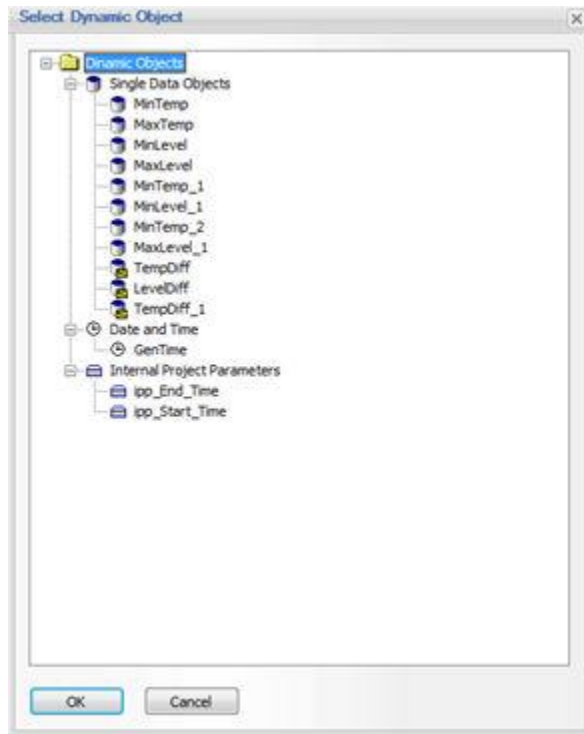 Select Dynamic Object
Dinamic Objects
Single Data Objects
MinTemp
MaxTemp
MinLevel
MaxLevel
MinTemp_1
MinLevel_1
MinTemp_2
MaxLevel_1
TempDiff
LevelDiff
TempDiff_1
Date and Time
GenTime
Internal Project Parameters
ipp_End_Time
ipp_Start_Time
OK
Cancel